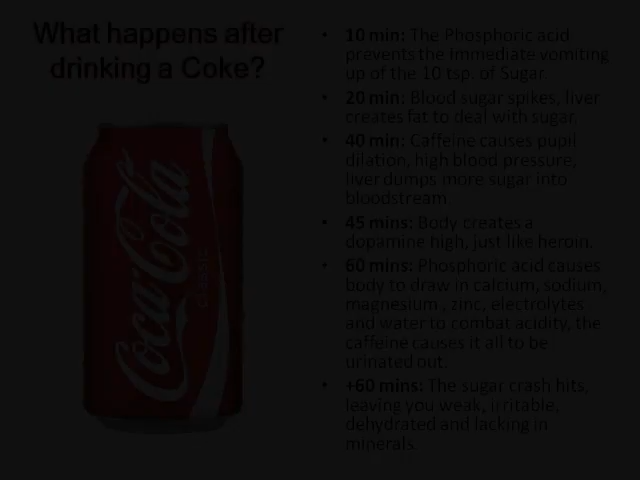 What happens after
drinking a Coke?
Coca-Cola
classic
• 10 min: The Phosphoric acid
prevents the immediate vomiting
up of the 10 tsp. of Sugar
• 20 min: Blood sugar spikes, liver
creates fat to deal with sugar.
• 40 min: Caffeine causes pupil
dilation, high blood pressure,
liver dumps more sugar into
bloodstream
• 45 mins: Body creates a
dopamine high, just like heroin.
• 60 mins: Phosphoric acid causes
body to draw in calcium, sodium,
magnesium , zinc, electrolytes
and water to combat acidity, the
caffeine causes it all to be
urinated out.
• +60 mins: The sugar crash hits,
leaving you weak, irritable,
dehydrated and lacking in
minerals.